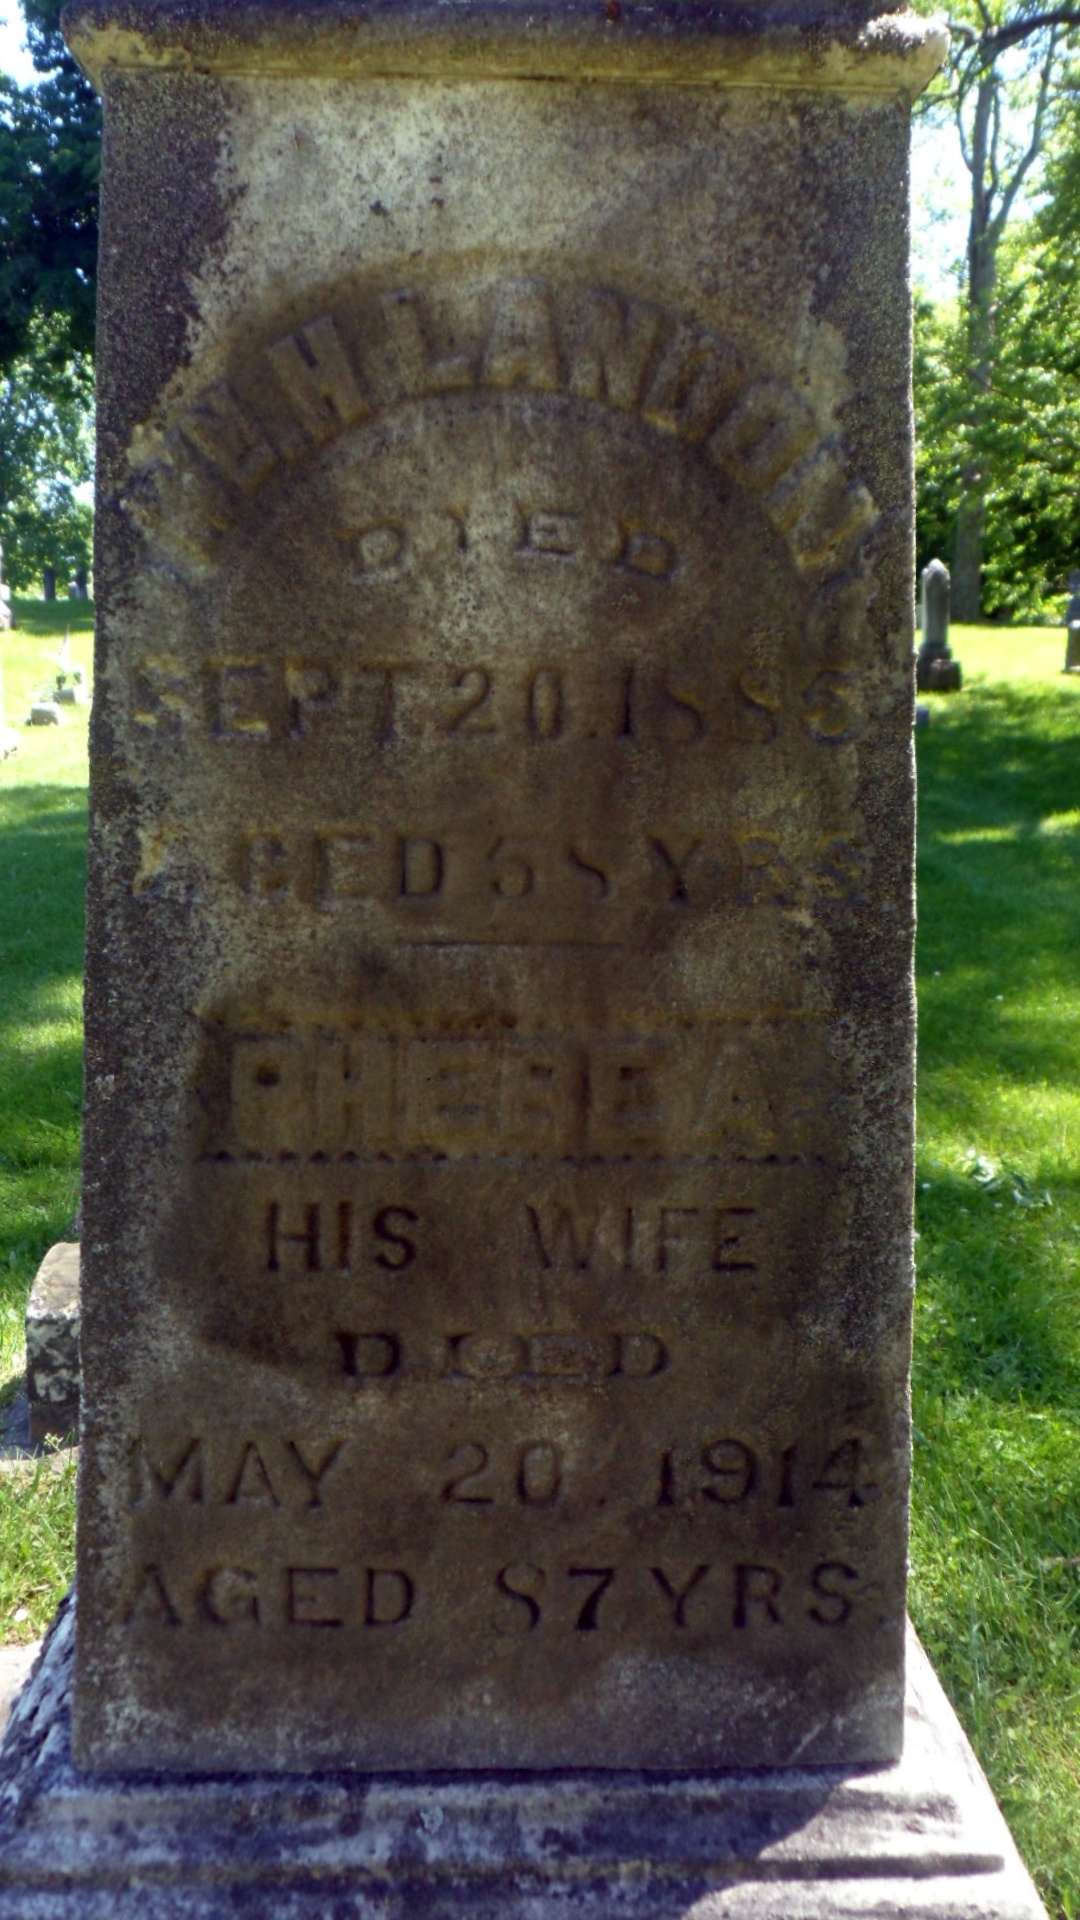 H. LANDON
DIED
SEPT. 20. 1885
AGED 58 YRS
PHEBE A.
HIS WIFE
DIED
MAY 20. 1914
AGED 87 YRS.